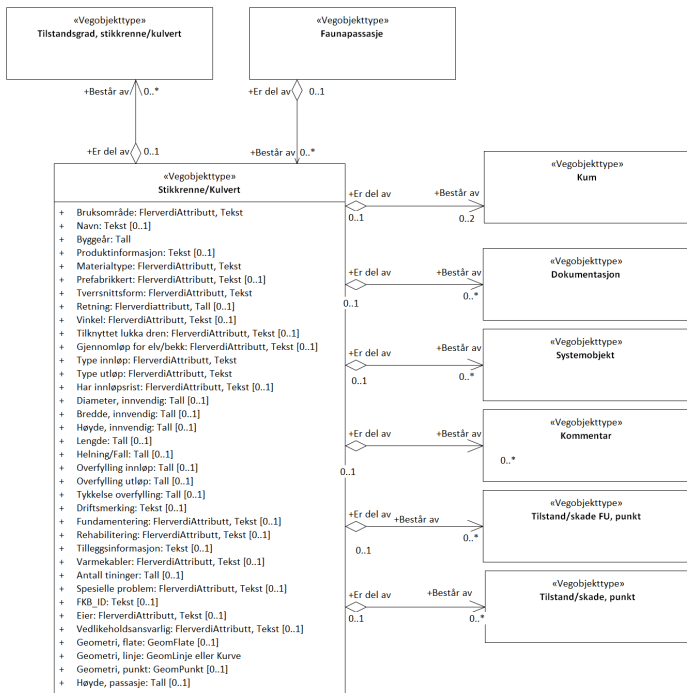 «Vegobjekttype»
Tilstandsgrad, stikkrenne/kulvert
«Vegobjekttype»
Faunapassasje
+Består av
0..*
+Er del av
0..1
+Er del av
0..1
+Består av
0..*
«Vegobjekttype»
Stikkrenne/Kulvert
+ Bruksområde: FlerverdiAttributt, Tekst
+ Navn: Tekst [0..1]
+ Byggeår: Tall
+ Produktinformasjon: Tekst [0..1]
+ Materialtype: FlerverdiAttributt, Tekst
+ Prefabrikkert: FlerverdiAttributt, Tekst [0..1]
+ Tverrsnittsform: FlerverdiAttributt, Tekst
+ Retning: Flerverdiattributt, Tall [0..1]
+ Vinkel: FlerverdiAttributt, Tekst [0..1]
+ Tilknyttet lukka dren: FlerverdiAttributt, Tekst [0..1]
+ Gjennomløp for elv/bekk: FlerverdiAttributt, Tekst [0..1]
+ Type innløp: FlerverdiAttributt, Tekst
+ Type utløp: FlerverdiAttributt, Tekst
+ Har innløpsrist: FlerverdiAttributt, Tekst [0..1]
+ Diameter, innvendig: Tall [0..1]
+ Bredde, innvendig: Tall [0..1]
+ Høyde, innvendig: Tall [0..1]
+ Lengde: Tall [0..1]
+ Helning/Fall: Tall [0..1]
+ Overfylling innløp: Tall [0..1]
+ Overfylling utløp: Tall [0..1]
+ Tykkelse overfylling: Tall [0..1]
+ Driftsmerking: Tekst [0..1]
+ Fundamentering: FlerverdiAttributt, Tekst [0..1]
+ Rehabilitering: FlerverdiAttributt, Tekst [0..1]
+ Tilleggsinformasjon: Tekst [0..1]
+ Varmekabler: FlerverdiAttributt, Tekst [0..1]
+ Antall tininger: Tall [0..1]
+ Spesielle problem: FlerverdiAttributt, Tekst [0..1]
+ FKB_ID: Tekst [0..1]
+ Eier: FlerverdiAttributt, Tekst [0..1]
+ Vedlikeholdsansvarlig: FlerverdiAttributt, Tekst [0..1]
+ Geometri, flate: GeomFlate [0..1]
+ Geometri, linje: GeomLinje eller Kurve
+ Geometri, punkt: GeomPunkt [0..1]
+ Høyde, passasje: Tall [0..1]
+Er del av
0..1
+Består av
0..2
«Vegobjekttype»
Kum
+Er del av
0..1
+Består av
0..*
«Vegobjekttype»
Dokumentasjon
+Er del av
0..1
+Består av
0..*
«Vegobjekttype»
Systemobjekt
+Er del av
0..1
+Består av
0..*
«Vegobjekttype»
Kommentar
+Er del av
0..1
+Består av
0..*
«Vegobjekttype»
Tilstand/skade FU, punkt
+Er del av
0..1
+Består av
0..*
«Vegobjekttype»
Tilstand/skade, punkt